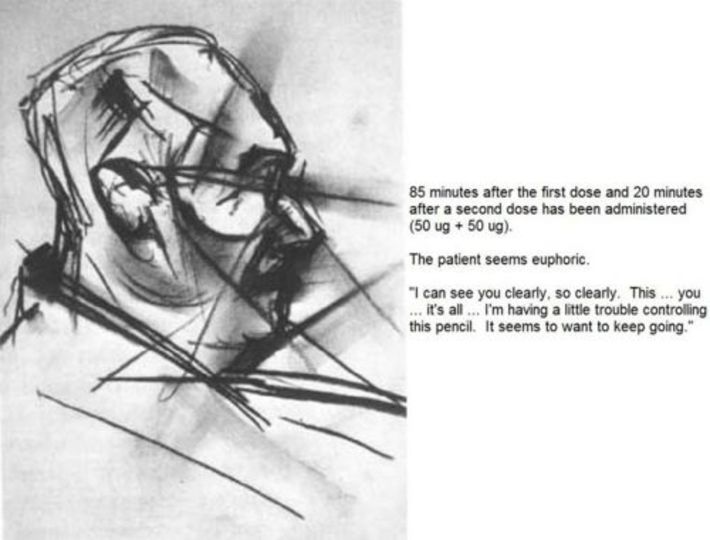 85 minutes after the first dose and 20 minutes
after a second dose has been administered
(50 ug + 50 ug).
The patient seems euphoric.
"I can see you clearly, so clearly.  This ... you
... it's all ... I'm having a little trouble controlling
this pencil.  It seems to want to keep going."